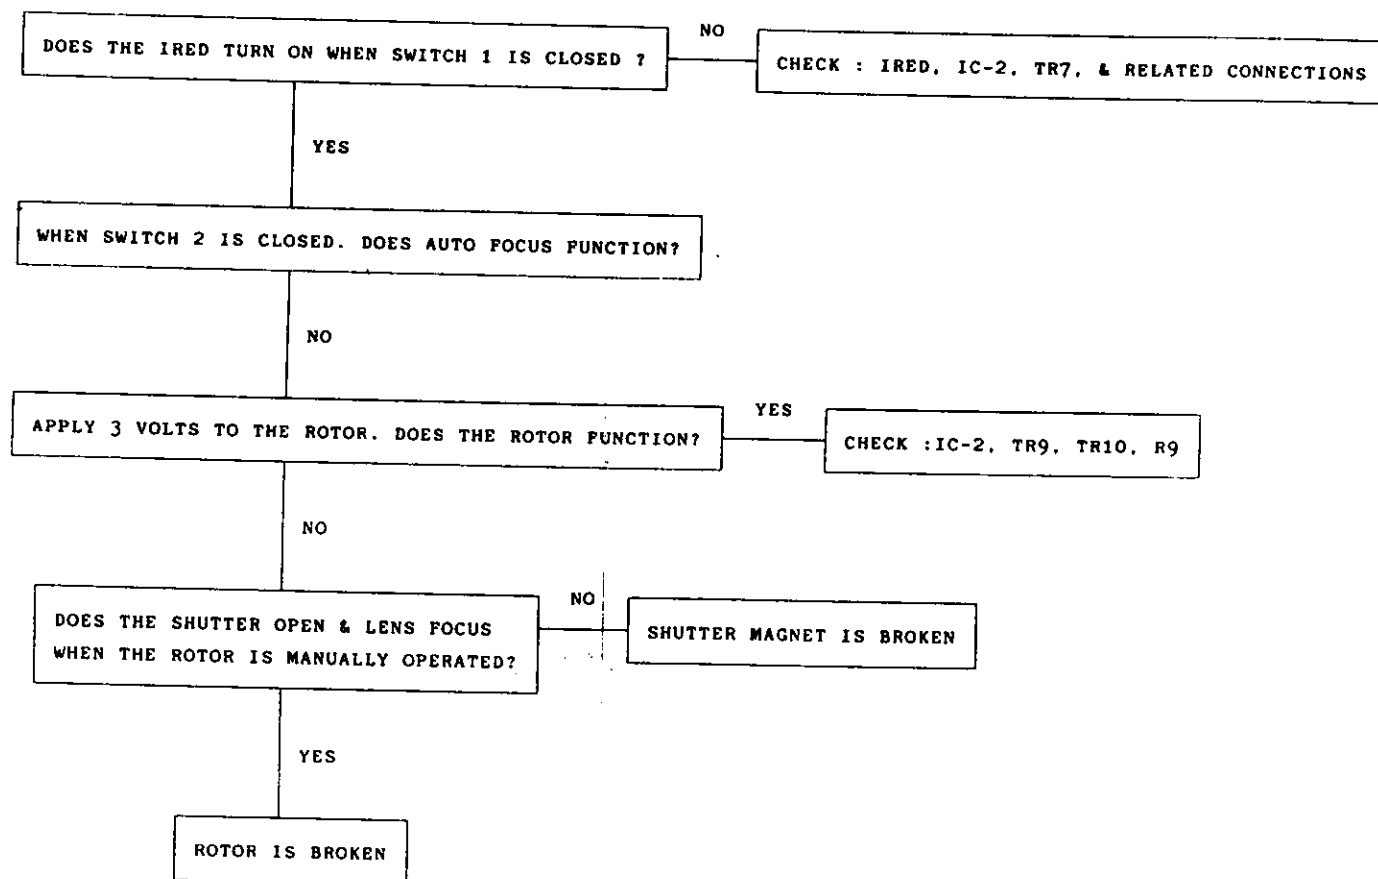 DOES THE IRED TURN ON WHEN SWITCH 1 IS CLOSED ?
NO
CHECK : IRED, IC-2, TR7, & RELATED CONNECTIONS
YES
WHEN SWITCH 2 IS CLOSED. DOES AUTO FOCUS FUNCTION?
NO
APPLY 3 VOLTS TO THE ROTOR. DOES THE ROTOR FUNCTION?
YES
CHECK :IC-2, TR9, TR10, R9
NO
DOES THE SHUTTER OPEN & LENS FOCUS
WHEN THE ROTOR IS MANUALLY OPERATED?
NO
SHUTTER MAGNET IS BROKEN
YES
ROTOR IS BROKEN